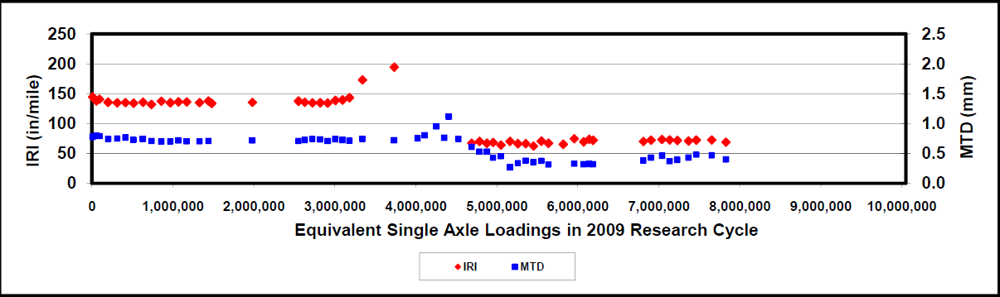 250
200
150
100
50
0
IRI (in/mile)
2.5
2.0
1.5
1.0
0.5
0.0
MTD (mm)
0 1,000,000 2,000,000 3,000,000 4,000,000 5,000,000 6,000,000 7,000,000 8,000,000 9,000,000 10,000,000
Equivalent Single Axle Loadings in 2009 Research Cycle
IRI MTD